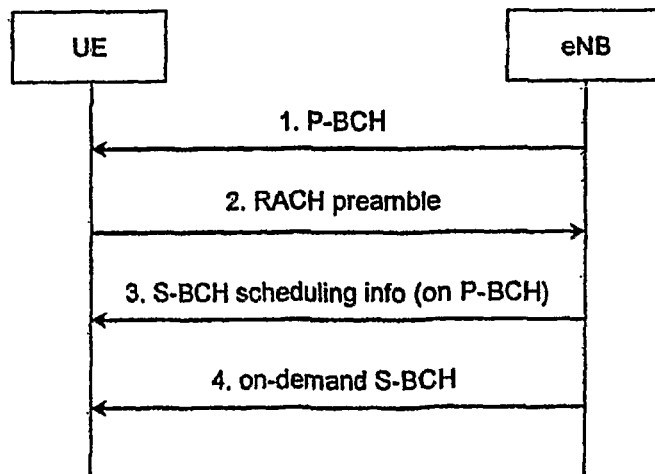 UE
eNB
1. P-BCH
2. RACH preamble
3. S-BCH scheduling info (on P-BCH)
4. on-demand S-BCH